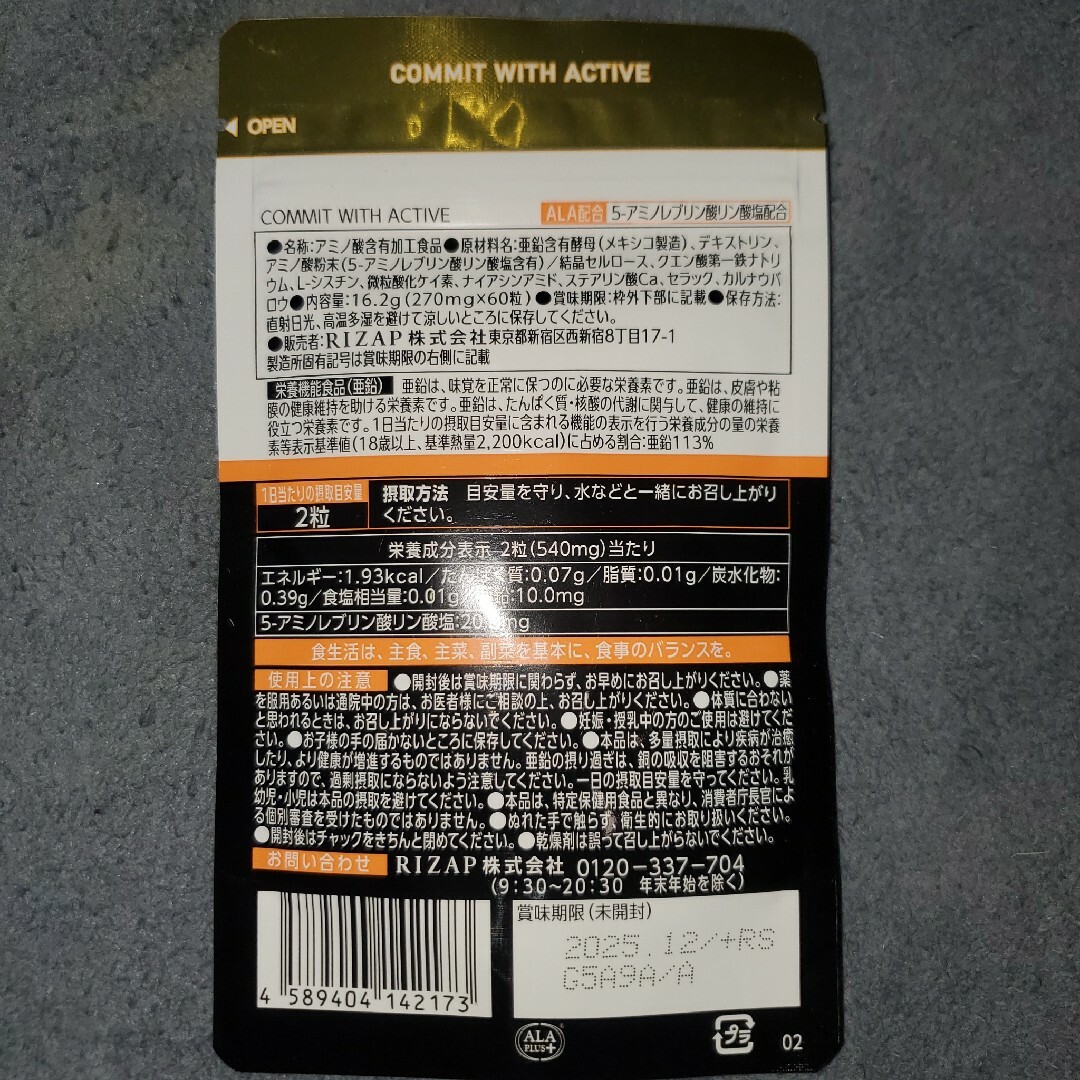 COMMIT WITH ACTIVE
OPEN
COMMIT WITH ACTIVE
ALA配合 5-アミノレブリン酸リン酸塩配合
●名称:アミノ酸含有加工食品●原材料名:亜鉛含有酵母(メキシコ製造)、デキストリン、
アミノ酸粉末(5-アミノレブリン酸リン酸塩含有)/結晶セルロース、クエン酸第一鉄ナトリ
ウム、L-シスチン、微粒酸化ケイ素、ナイアシンアミド、ステアリン酸Ca、セラック、カルナウバ
ロウ●内容量:16.2g(270mg×60粒)●賞味期限:枠外下部に記載●保存方法:
直射日光、高温多湿を避けて涼しいところに保存してください。
●販売者:RIZAP株式会社東京都新宿区西新宿8丁目17-1
製造所固有記号は賞味期限の右側に記載
栄養機能食品(亜鉛) 亜鉛は、味覚を正常に保つのに必要な栄養素です。亜鉛は、皮膚や粘
膜の健康維持を助ける栄養素です。亜鉛は、たんぱく質・核酸の代謝に関与して、健康の維持に
役立つ栄養素です。1日当たりの摂取目安量に含まれる機能の表示を行う栄養成分の量の栄養
素等表示基準値(18歳以上、基準熱量2,200kcal)に占める割合:亜鉛113%
1日当たりの摂取目安量
2粒
摂取方法 目安量を守り、水などと一緒にお召し上がり
ください。
栄養成分表示 2粒(540mg)当たり
エネルギー:1.93kcal/たんぱく質:0.07g/脂質:0.01g/炭水化物:
0.39g/食塩相当量:0.01g/ :10.0mg
5-アミノレブリン酸リン酸塩:20. mg
食生活は、主食、主菜、副菜を基本に、食事のバランスを。
使用上の注意 ●開封後は賞味期限に関わらず、お早めにお召し上がりください。●薬
を服用あるいは通院中の方は、お医者様にご相談の上、お召し上がりください。●体質に合わない
と思われるときは、お召し上がりにならないでください。●妊娠・授乳中の方のご使用は避けてくだ
さい。●お子様の手の届かないところに保存してください。●本品は、多量摂取により疾病が治癒
したり、より健康が増進するものではありません。亜鉛の摂り過ぎは、銅の吸収を阻害するおそれが
ありますので、過剰摂取にならないよう注意してください。一日の摂取目安量を守ってください。乳
幼児・小児は本品の摂取を避けてください。●本品は、特定保健用食品と異なり、消費者庁長官によ
る個別審査を受けたものではありません。●ぬれた手で触らず、衛生的にお取り扱いください。
●開封後はチャックをきちんと閉めてください。●乾燥剤は誤って召し上がらないでください。
お問い合わせ RIZAP株式会社 0120-337-704
(9:30~20:30 年末年始を除く)
賞味期限(未開封)
2025.12/+RS
G5A9A/A
4 589404 142173
ALA
PLUS+
プラ
02